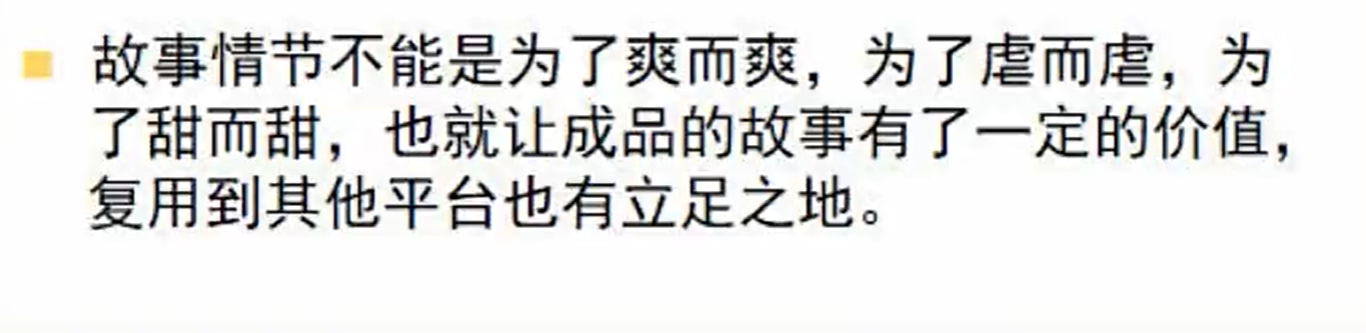 故事情节不能是为了爽而爽，为了虐而虐，为
了甜而甜，也就让成品的故事有了一定的价值，
复用到其他平台也有立足之地。